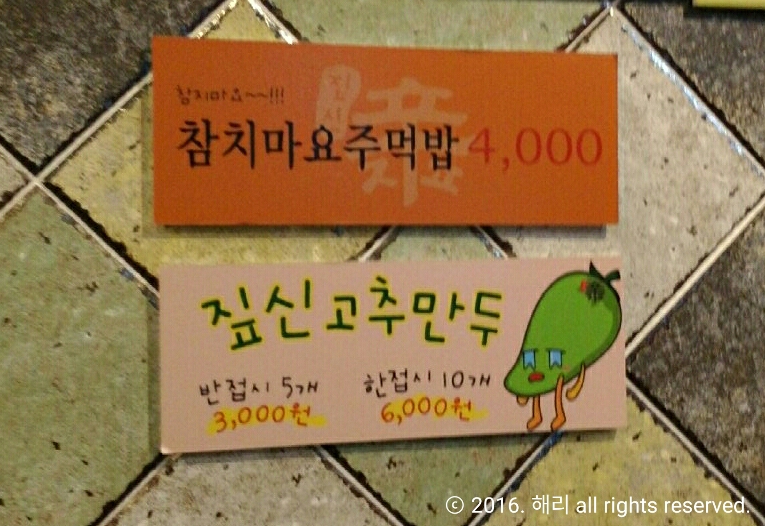 참치마요~~!!!
참치마요주먹밥 4,000
짚신고추만두
반접시 5개 한접시 10개
3,000원 6,000원
ⓒ 2016. 해리 all rights reserved.